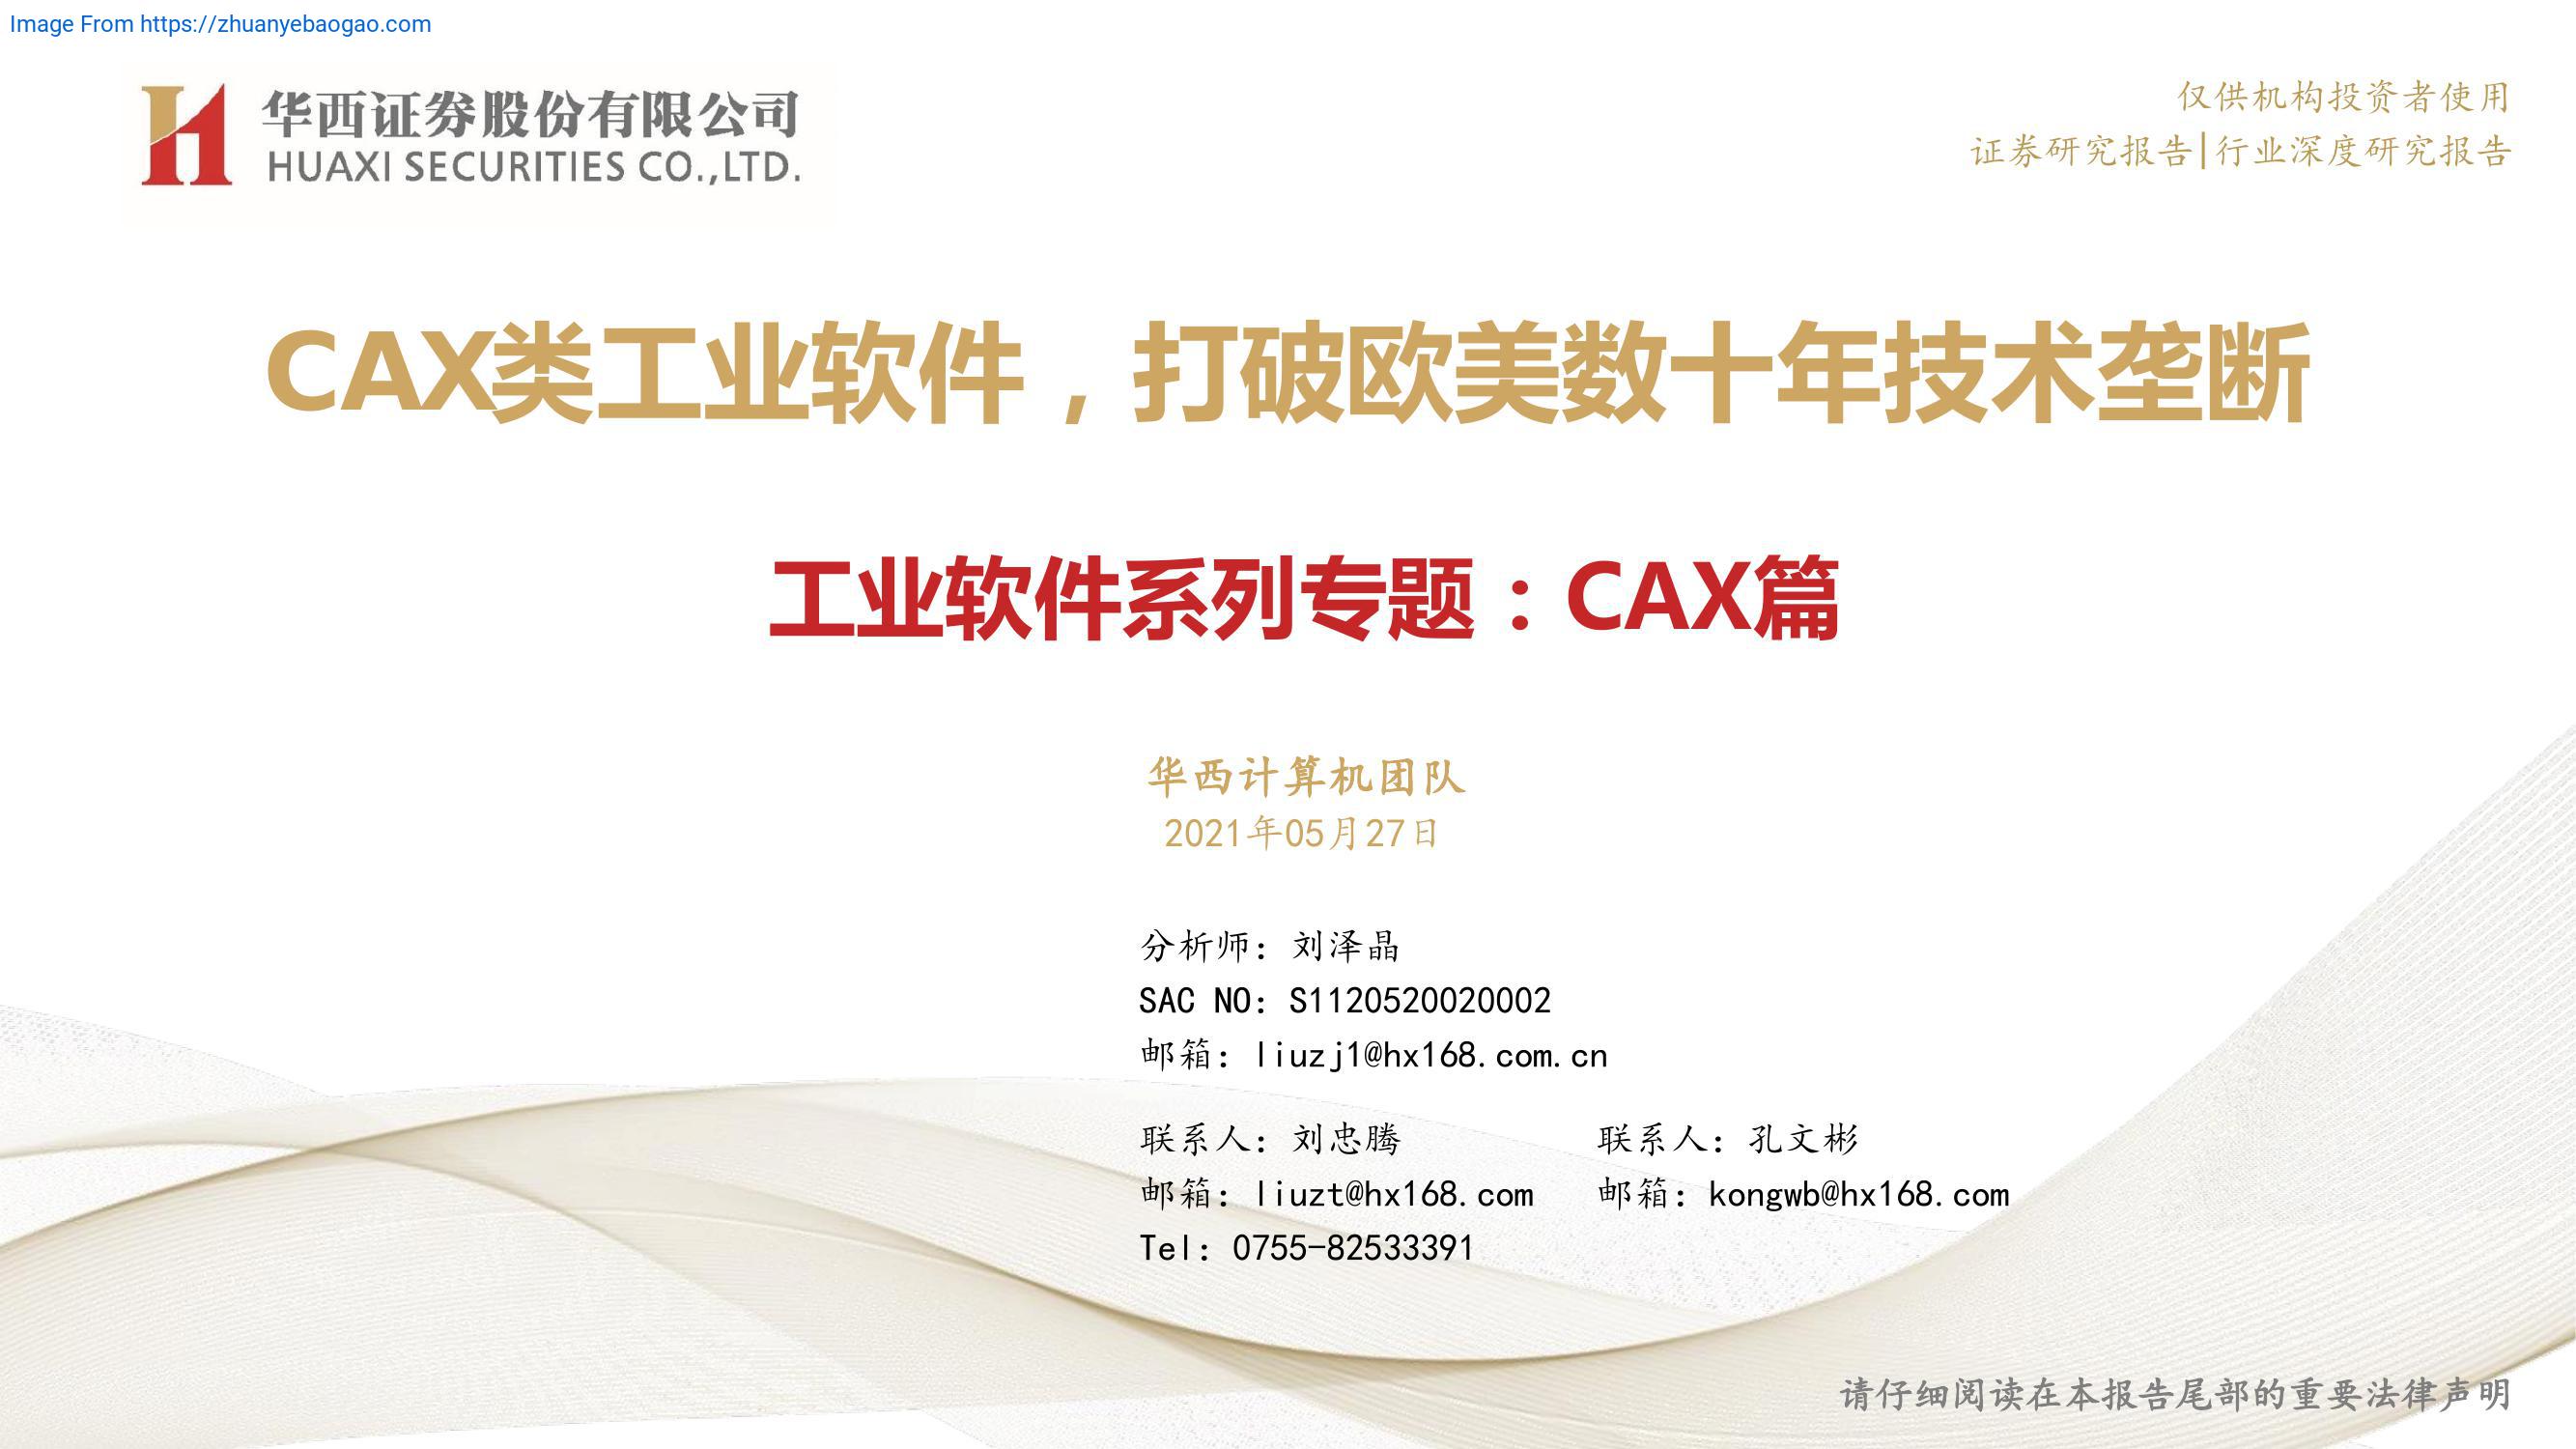 Image From https://zhuanyebaogao.com
华西证券股份有限公司
HUAXI SECURITIES CO.,LTD.
仅供机构投资者使用
证券研究报告|行业深度研究报告
CAX类工业软件，打破欧美数十年技术垄断
工业软件系列专题：CAX篇
华西计算机团队
2021年05月27日
分析师：刘泽晶
SAC NO：S1120520020002
邮箱：liuzj1@hx168.com.cn
联系人：刘忠腾 联系人：孔文彬
邮箱：liuzt@hx168.com 邮箱：kongwb@hx168.com
Tel：0755-82533391
请仔细阅读在本报告尾部的重要法律声明